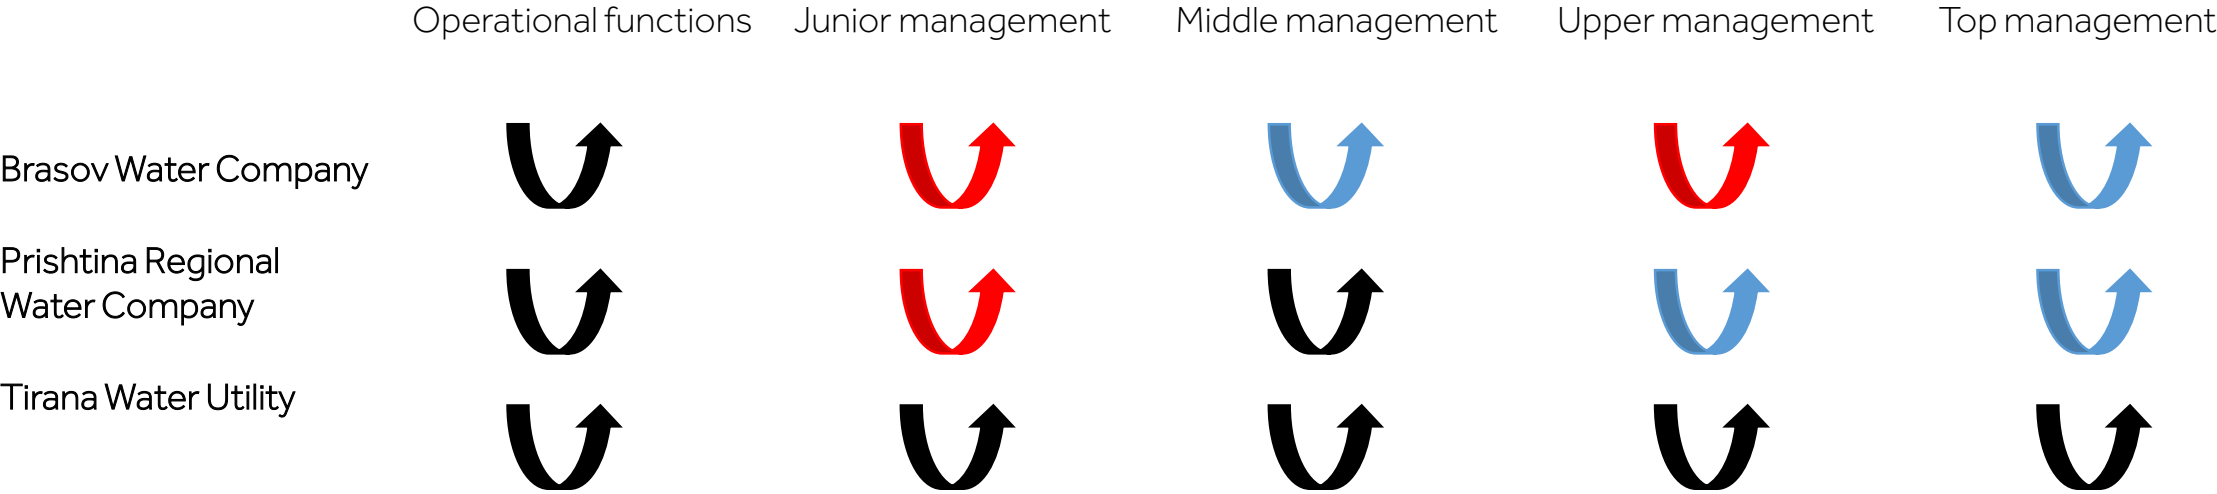 Operational functions Junior management Middle management Upper management Top management
Brasov Water Company
Prishtina Regional
Water Company
Tirana Water Utility